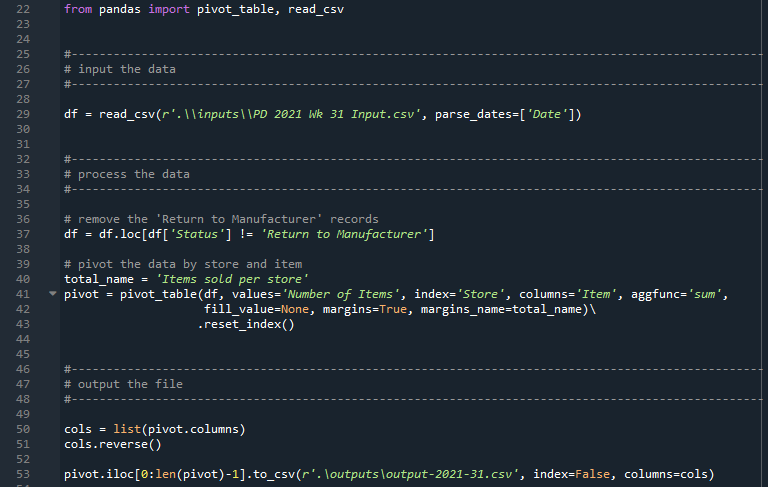 22 from pandas import pivot_table, read_csv
23
24
25 #---------------------------------------------------------------------------------------------------
26 # input the data
27 #---------------------------------------------------------------------------------------------------
28
29 df = read_csv(r'.\\inputs\\PD 2021 Wk 31 Input.csv', parse_dates=['Date'])
30
31
32 #---------------------------------------------------------------------------------------------------
33 # process the data
34 #---------------------------------------------------------------------------------------------------
35
36 # remove the 'Return to Manufacturer' records
37 df = df.loc[df['Status'] != 'Return to Manufacturer']
38
39 # pivot the data by store and item
40 total_name = 'Items sold per store'
41 pivot = pivot_table(df, values='Number of Items', index='Store', columns='Item', aggfunc='sum',
42                     fill_value=None, margins=True, margins_name=total_name)\
43                    .reset_index()
44
45
46 #---------------------------------------------------------------------------------------------------
47 # output the file
48 #---------------------------------------------------------------------------------------------------
49
50 cols = list(pivot.columns)
51 cols.reverse()
52
53 pivot.iloc[0:len(pivot)-1].to_csv(r'.\outputs\output-2021-31.csv', index=False, columns=cols)